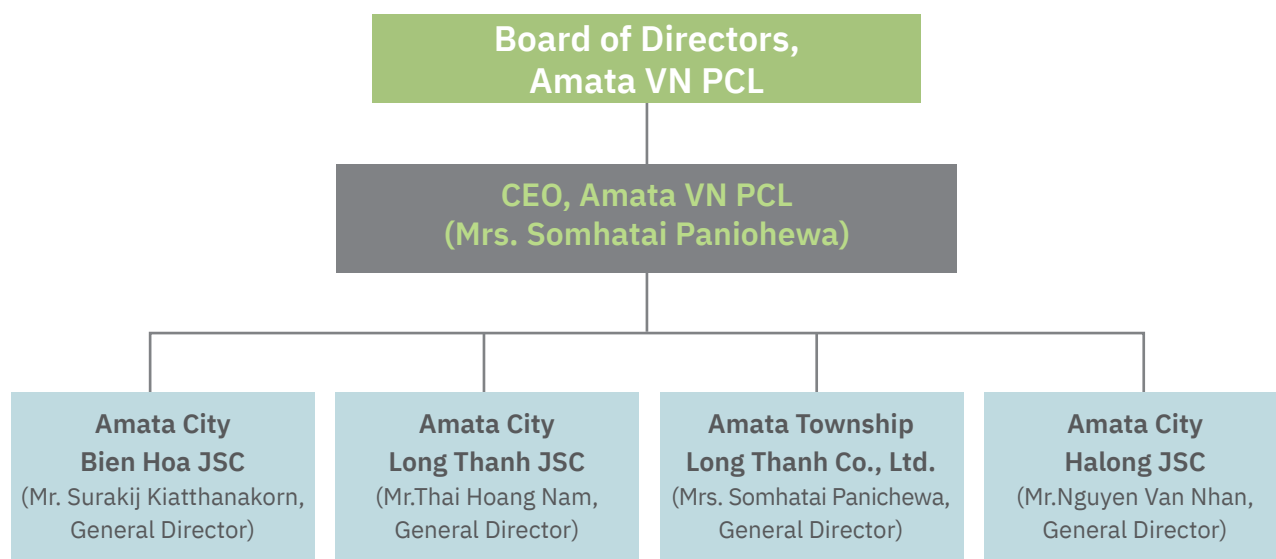 Board of Directors,
Amata VN PCL
CEO, Amata VN PCL
(Mrs. Somhatai Paniohewa)
Amata City
Bien Hoa JSC
(Mr. Surakij Kiatthanakorn,
General Director)
Amata City
Long Thanh JSC
(Mr.Thai Hoang Nam,
General Director)
Amata Township
Long Thanh Co., Ltd.
(Mrs. Somhatai Panichewa,
General Director)
Amata City
Halong JSC
(Mr.Nguyen Van Nhan,
General Director)